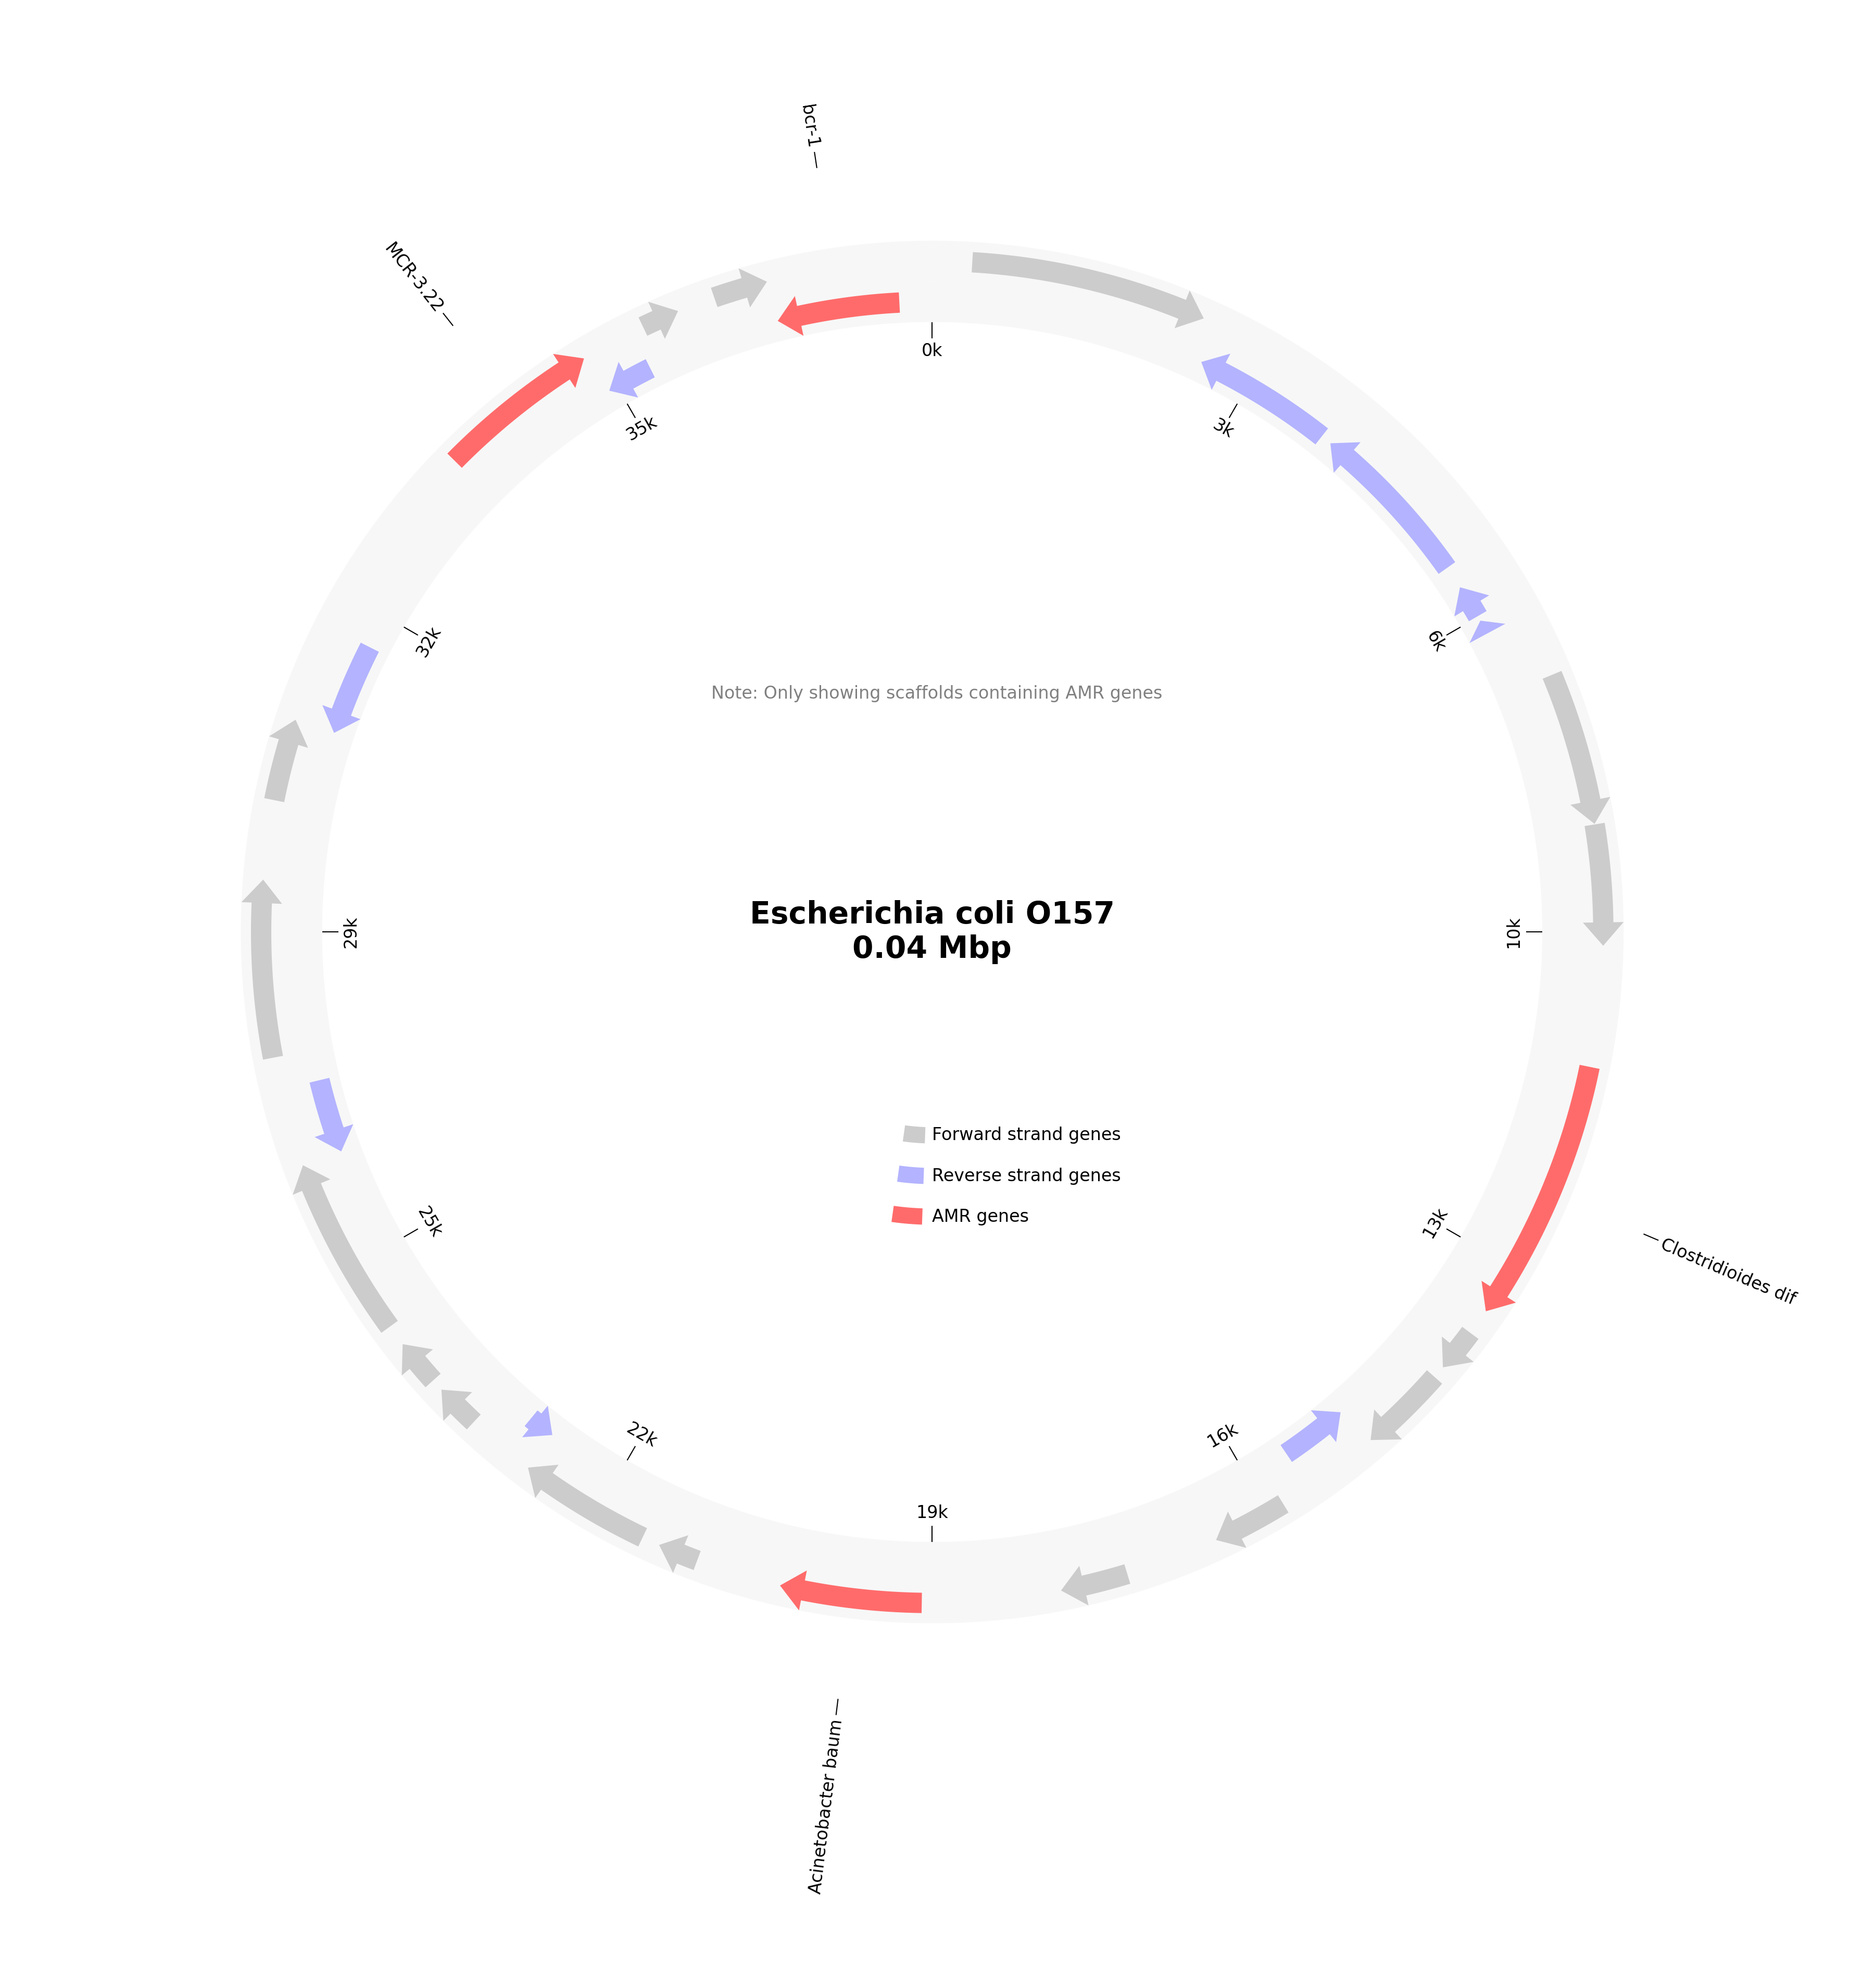 bcr-1
MCR-3.22
0k
35k
3k
32k
6k
Note: Only showing scaffolds containing AMR genes
Escherichia coli O157
0.04 Mbp
29k
10k
Forward strand genes
Reverse strand genes
AMR genes
25k
13k
Clostridioides dif
22k
16k
19k
Acinetobacter baum